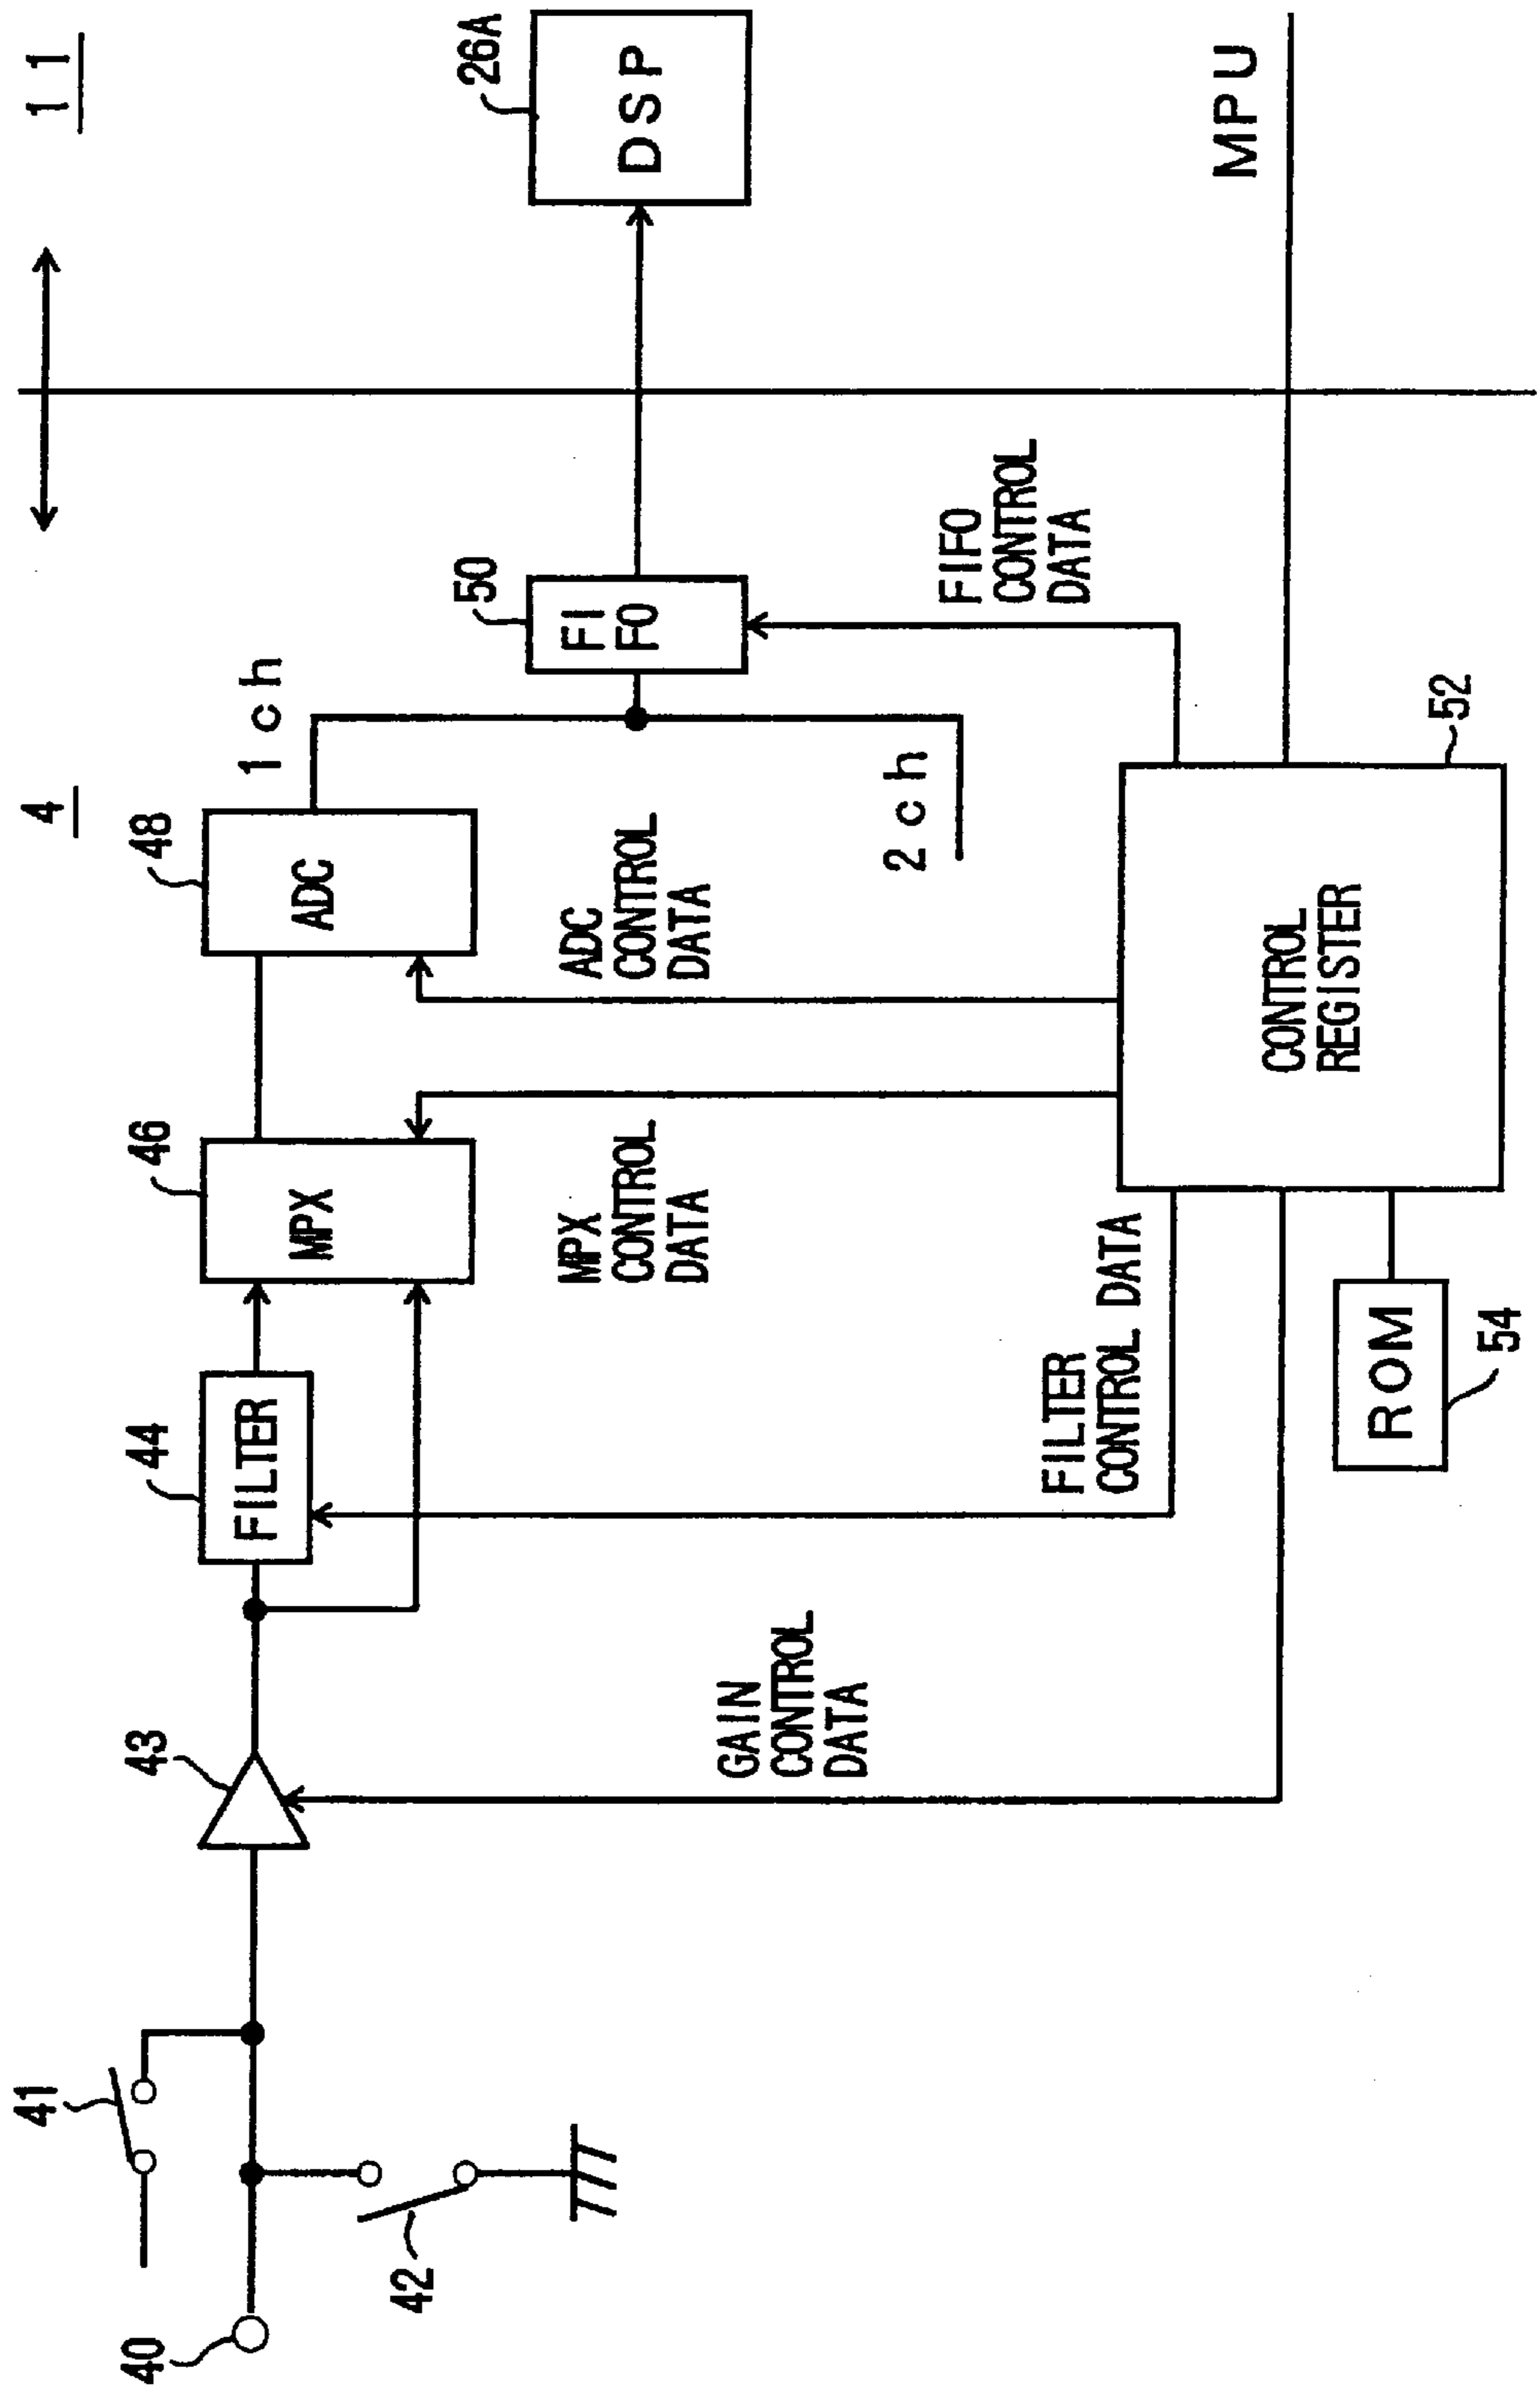 4
11
41
40
42
43
44
FILTER
46
MPX
48
ADC
1ch
2ch
50
FI
FO
26A
DSP
GAIN
CONTROL
DATA
FILTER
CONTROL DATA
MPX
CONTROL
DATA
ADC
CONTROL
DATA
FIFO
CONTROL
DATA
MPU
CONTROL
REGISTER
52
ROM
54